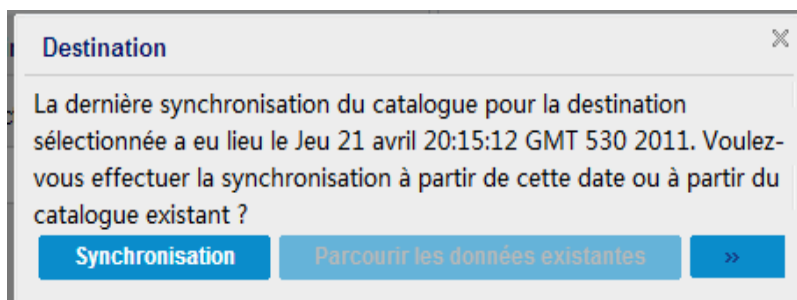 Destination
La dernière synchronisation du catalogue pour la destination
sélectionnée a eu lieu le Jeu 21 avril 20:15:12 GMT 530 2011. Voulez-
vous effectuer la synchronisation à partir de cette date ou à partir du
catalogue existant ?
Synchronisation Parcourir les données existantes »